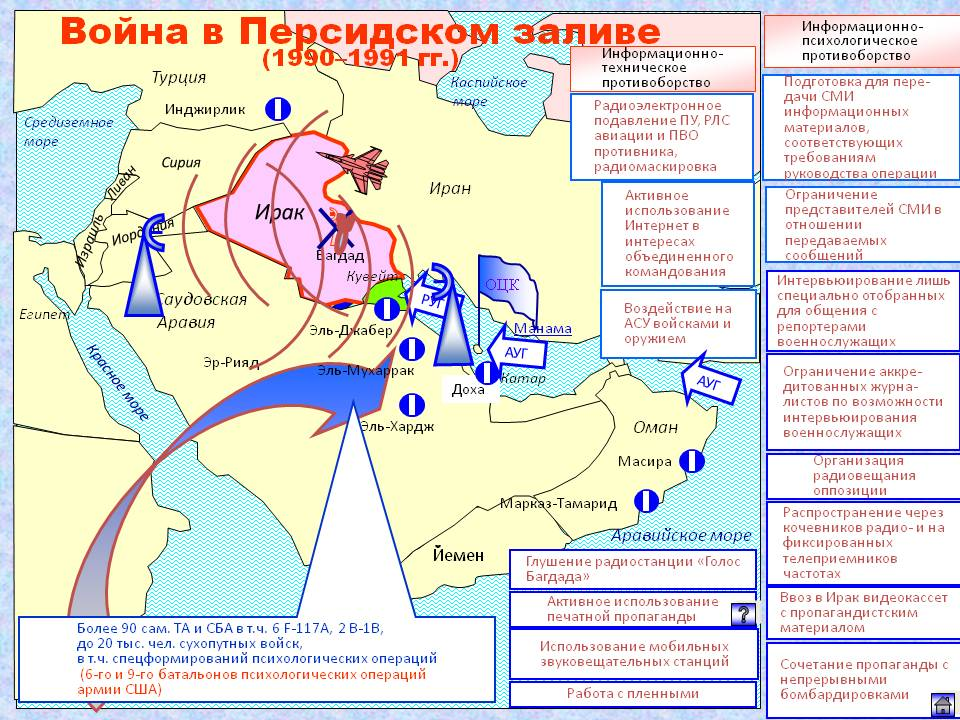 Война в Персидском заливе
(1990–1991 гг.)
Турция
Инджирлик
Каспийское
море
Средиземное
море
Сирия
Ливан
Израиль
Иордания
Ирак
Иран
Багдад
Кувейт
Египет
Саудовская
Аравия
Красное море
Эр-Рияд
Эль-Джабер
Эль-Мухаррак
Эль-Хардж
РУГ
ОЦК
Манама
АУГ
Доха
Катар
АУГ
Оман
Масира
Марказ-Тамарид
Аравийское море
Йемен
Информационно-
техническое
противоборство
Радиоэлектронное
подавление ПУ, РЛС
авиации и ПВО
противника,
радиомаскировка
Активное
использование
Интернет в
интересах
объединенного
командования
Воздействие на
АСУ войсками и
оружием
Информационно-
психологическое
противоборство
Подготовка для пере-
дачи СМИ
информационных
материалов,
соответствующих
требованиям
руководства операции
Ограничение
представителей СМИ в
отношении
передаваемых
сообщений
Интервьюирование лишь
специально отобранных
для общения с
репортерами
военнослужащих
Ограничение аккре-
дитованных журна-
листов по возможности
интервьюирования
военнослужащих
Организация
радиовещания
оппозиции
Распространение через
кочевников радио- и на
фиксированных
телеприемников
частотах
Ввоз в Ирак видеокассет
с пропагандистским
материалом
Сочетание пропаганды с
непрерывными
бомбардировками
Глушение радиостанции «Голос
Багдада»
Активное использование
печатной пропаганды
?
Использование мобильных
звуковещательных станций
Работа с пленными
Более 90 сам. ТА и СБА в т.ч. 6 F-117A, 2 B-1B,
до 20 тыс. чел. сухопутных войск,
в т.ч. спецформирований психологических операций
(6-го и 9-го батальонов психологических операций
армии США)